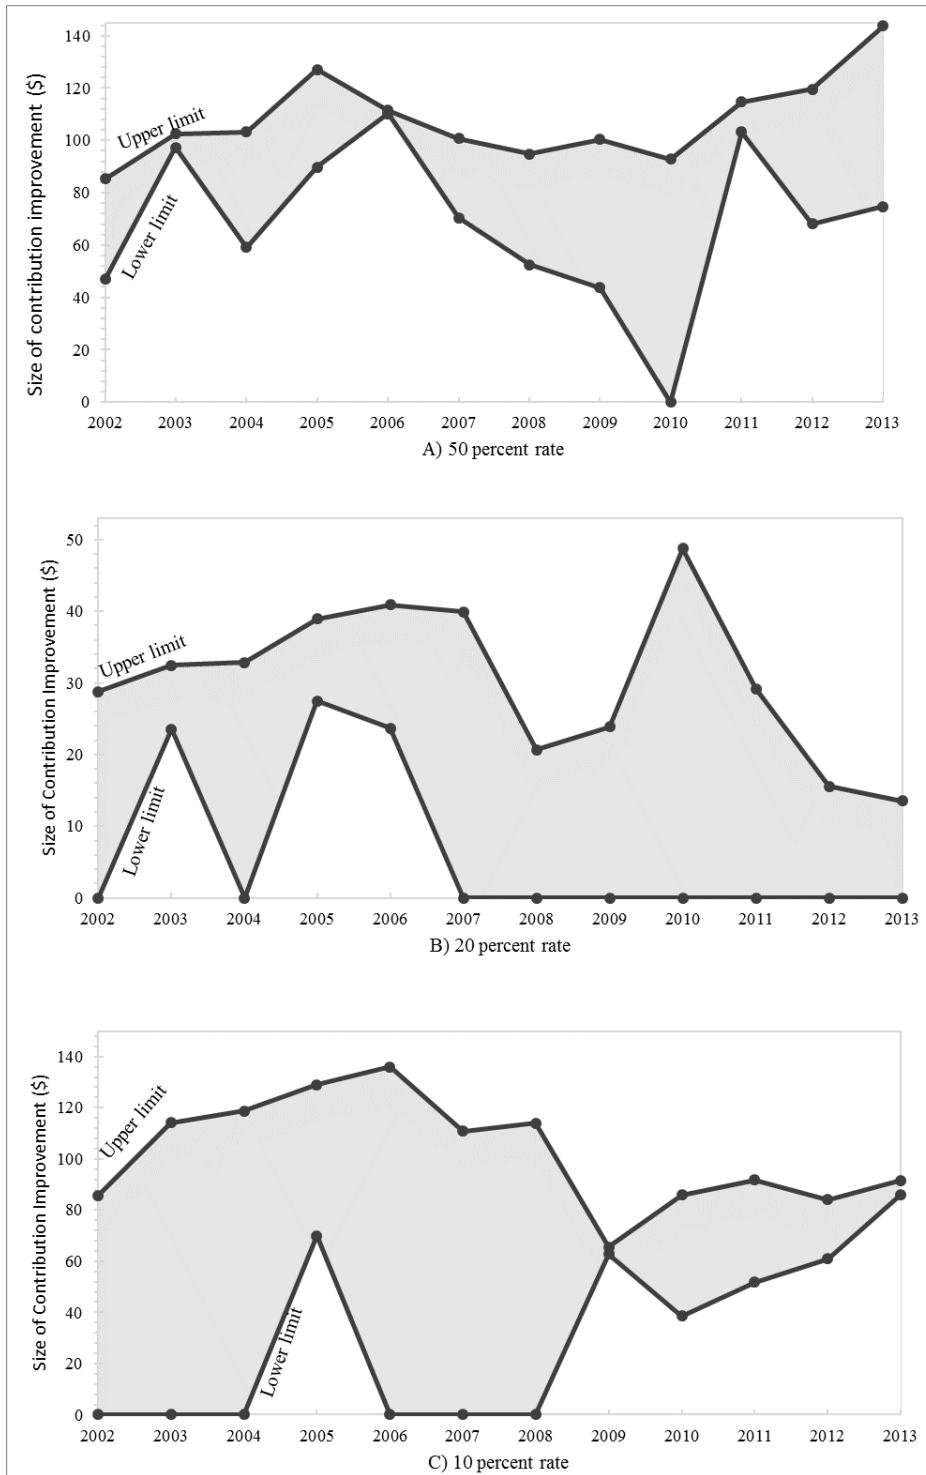 Size of contribution improvement ($)
140
120
100
80
60
40
20
0
Upper limit
Lower limit
2002 2003 2004 2005 2006 2007 2008 2009 2010 2011 2012 2013
A) 50 percent rate
Size of Contribution Improvement ($)
50
40
30
20
10
0
Upper limit
Lower limit
2002 2003 2004 2005 2006 2007 2008 2009 2010 2011 2012 2013
B) 20 percent rate
Size of Contribution Improvement ($)
140
120
100
80
60
40
20
0
Upper limit
Lower limit
2002 2003 2004 2005 2006 2007 2008 2009 2010 2011 2012 2013
C) 10 percent rate